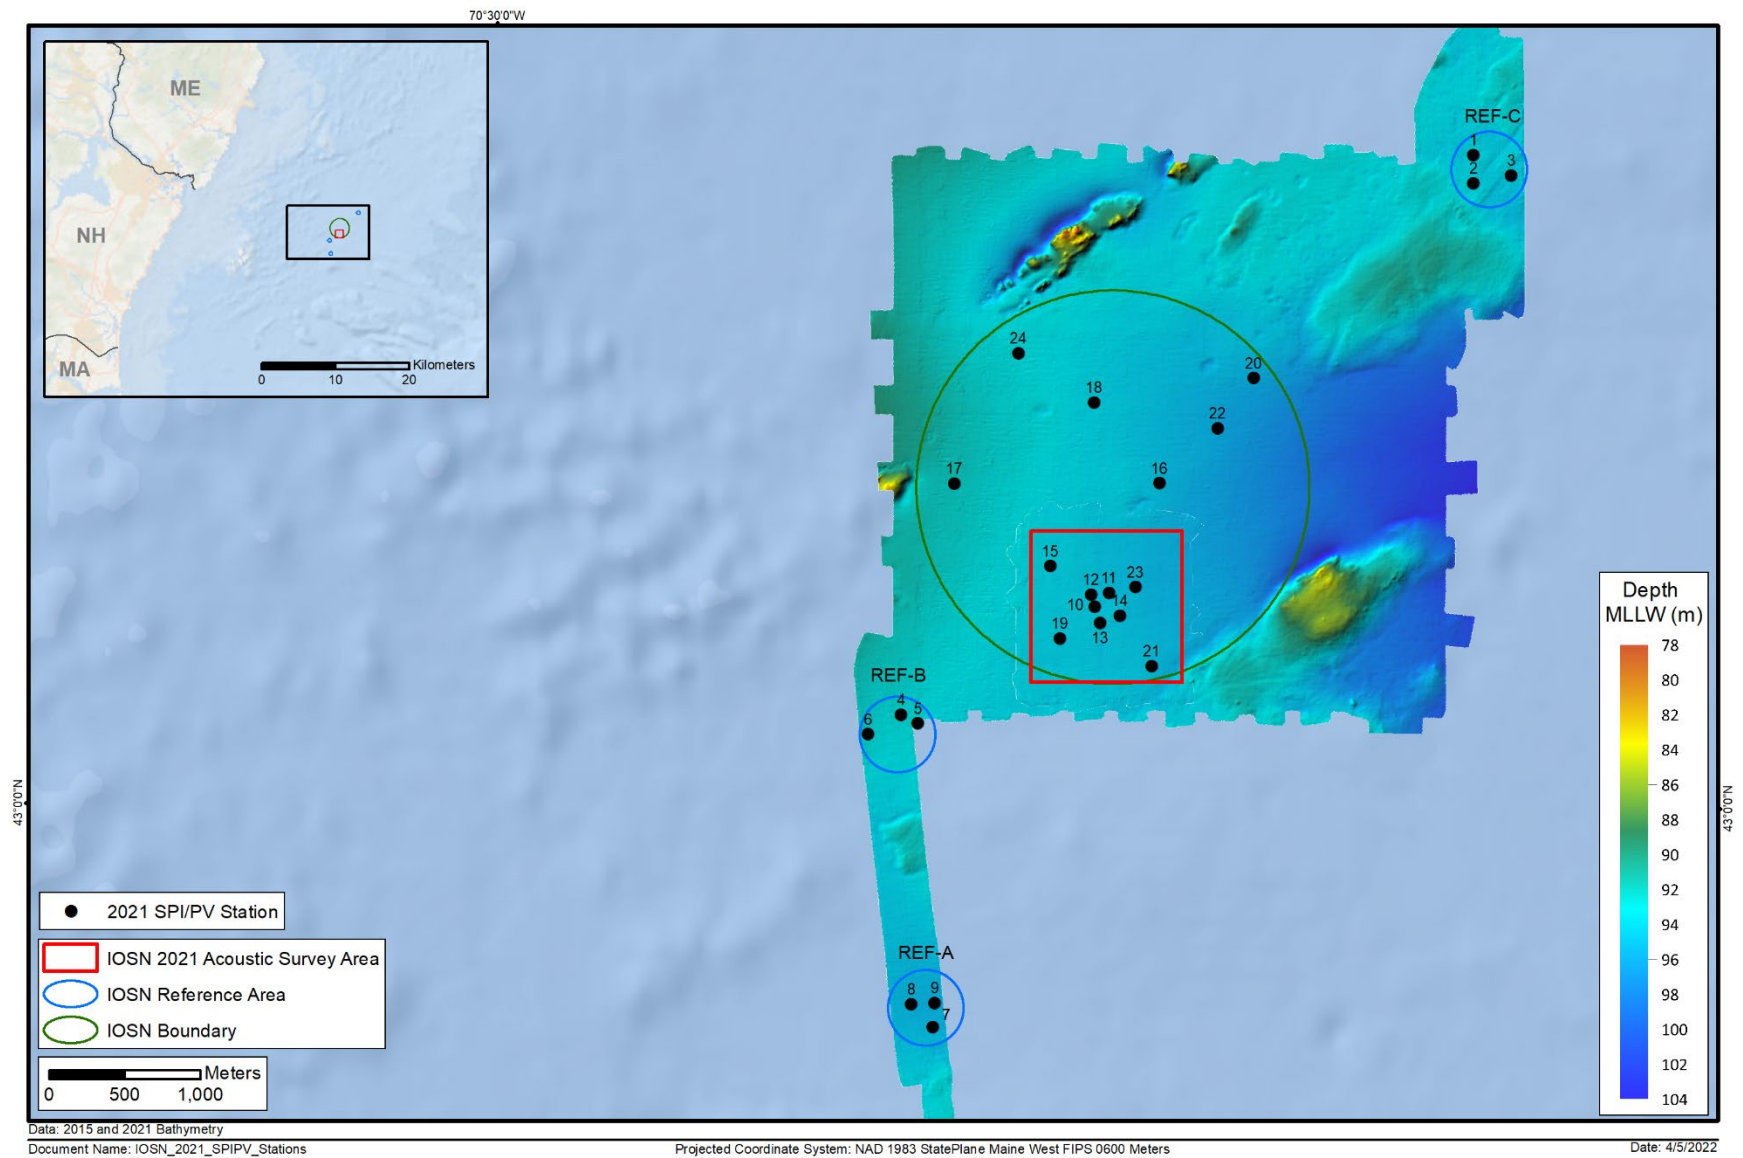 70°30'0"W
ME
NH
MA
Kilometers
0 10 20
REF-C
1
2
3
24
20
18
22
17
16
15
12
11
23
10
14
19
13
21
REF-B
4
5
6
REF-A
8
9
7
43°0'0"N
43°0'0"N
Depth
MLLW (m)
78
80
82
84
86
88
90
92
94
96
98
100
102
104
2021 SPI/PV Station
IOSN 2021 Acoustic Survey Area
IOSN Reference Area
IOSN Boundary
Meters
0 500 1,000
Data: 2015 and 2021 Bathymetry
Document Name: IOSN_2021_SPIPV_Stations
Projected Coordinate System: NAD 1983 StatePlane Maine West FIPS 0600 Meters
Date: 4/5/2022